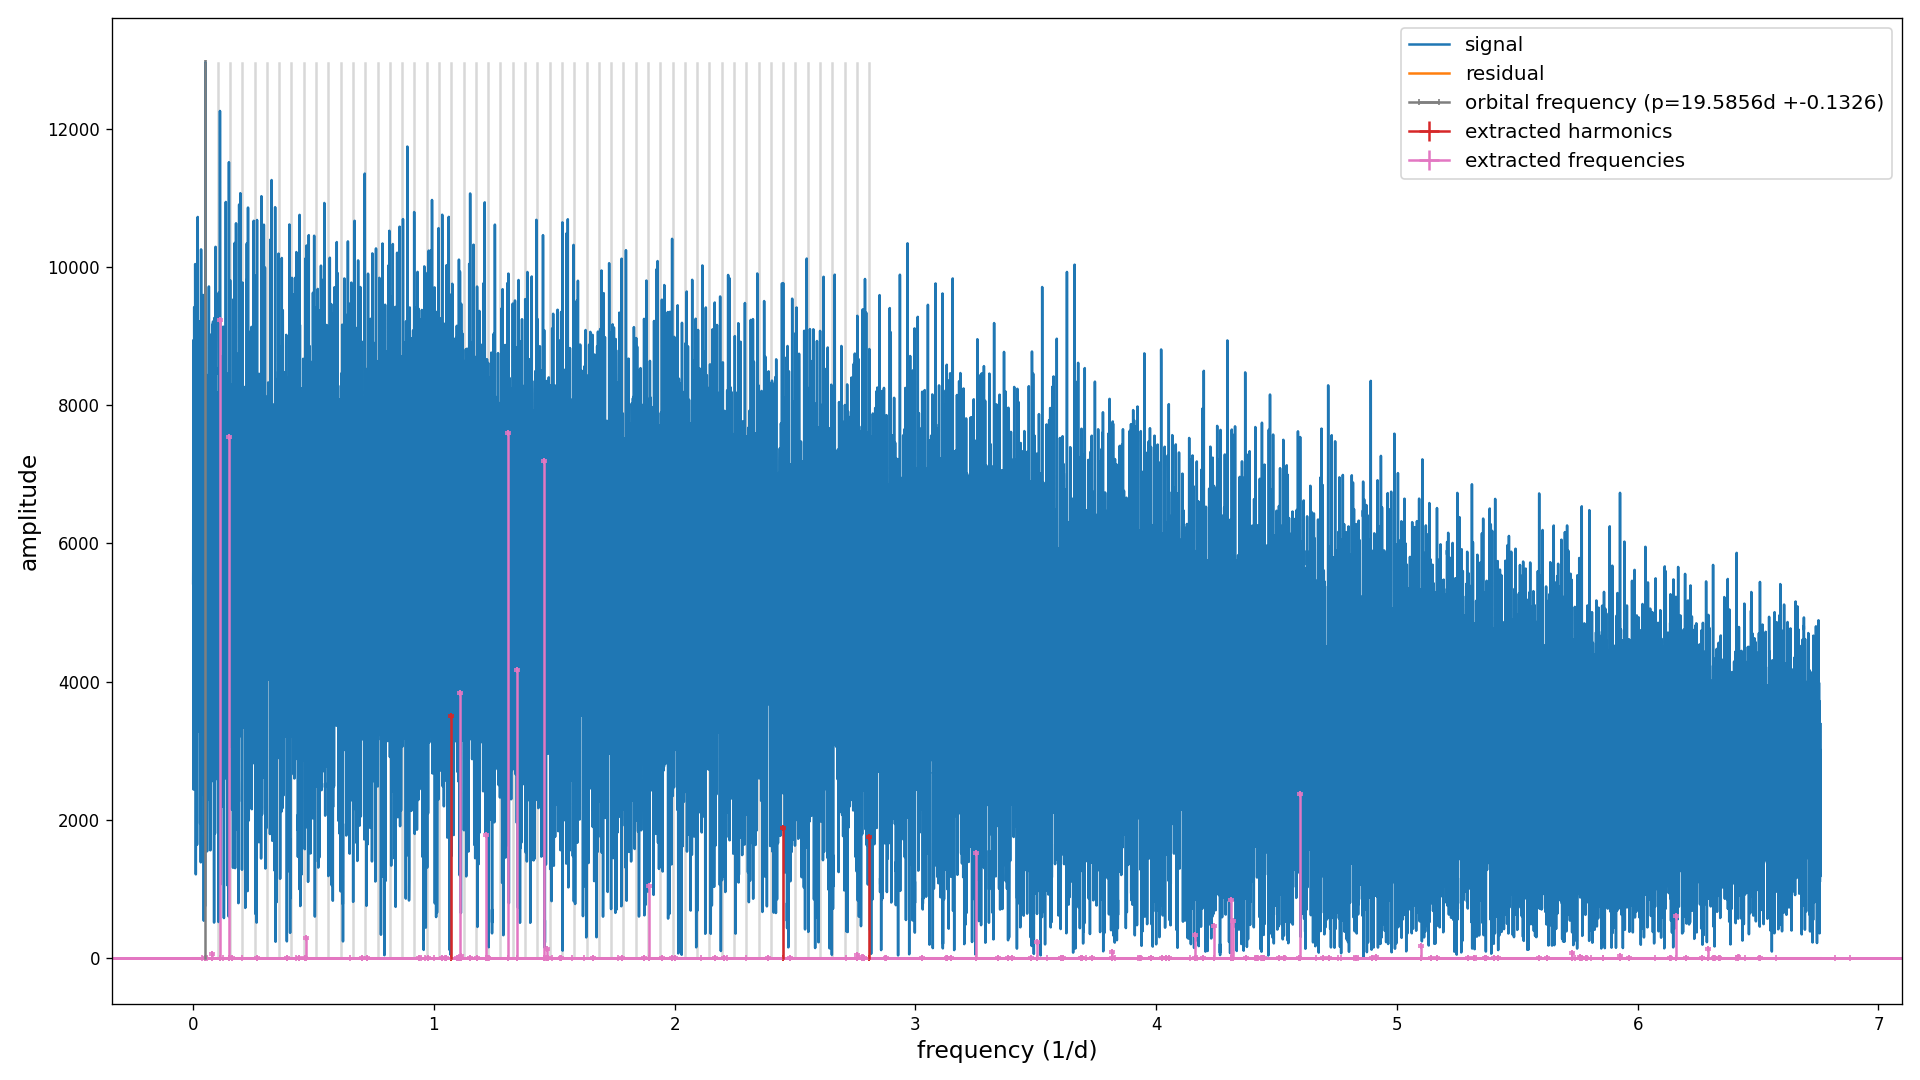 signal
residual
orbital frequency (p=19.5856d +-0.1326)
extracted harmonics
extracted frequencies
12000
10000
8000
6000
4000
2000
0
amplitude
0 1 2 3 4 5 6 7
frequency (1/d)